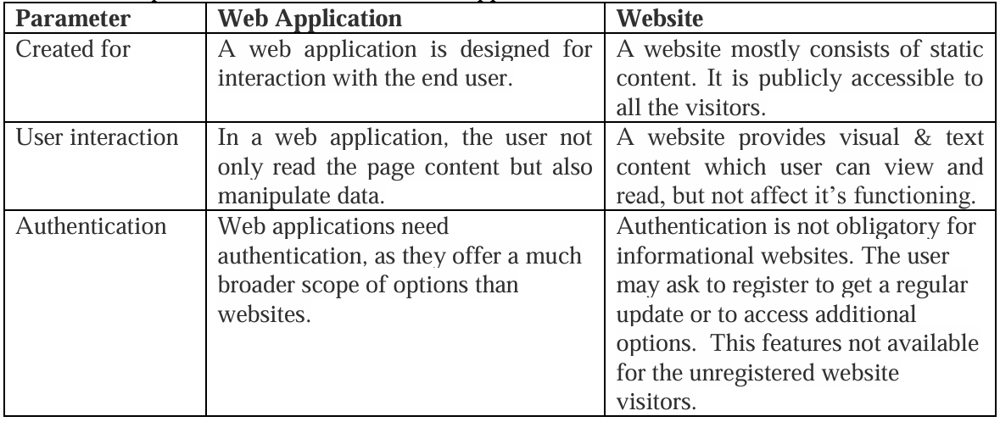 Parameter Web Application Website
Created for
A web application is designed for
interaction with the end user.
A website mostly consists of static
content. It is publicly accessible to
all the visitors.
User interaction
In a web application, the user not
only read the page content but also
manipulate data.
A website provides visual & text
content which user can view and
read, but not affect it's functioning.
Authentication
Web applications need
authentication, as they offer a much
broader scope of options than
websites.
Authentication is not obligatory for
informational websites. The user
may ask to register to get a regular
update or to access additional
options. This features not available
for the unregistered website
visitors.